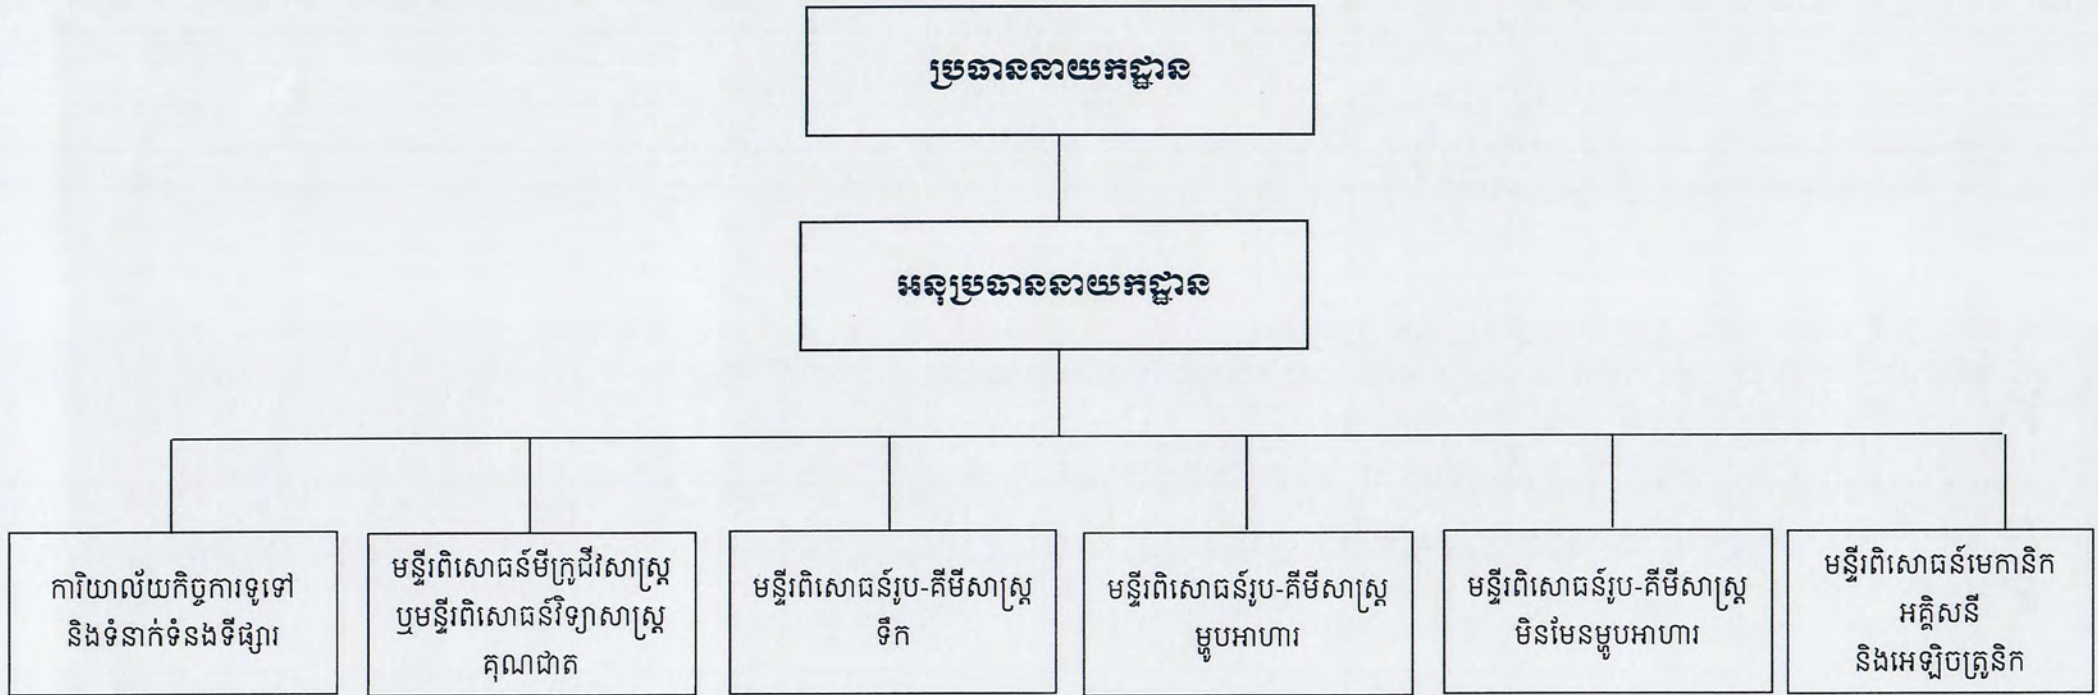 ប្រធាននាយកដ្ឋាន
អនុប្រធាននាយកដ្ឋាន
ការិយាល័យកិច្ចការទូទៅ
និងទំនាក់ទំនងទីផ្សារ
មន្ទីរពិសោធន៍មីក្រូជីវសាស្ត្រ
ឬមន្ទីរពិសោធន៍វិទ្យាសាស្ត្រ
គុណជាត
មន្ទីរពិសោធន៍រូប-គីមីសាស្ត្រ
ទឹក
មន្ទីរពិសោធន៍រូប-គីមីសាស្ត្រ
ម្ហូបអាហារ
មន្ទីរពិសោធន៍រូប-គីមីសាស្ត្រ
មិនមែនម្ហូបអាហារ
មន្ទីរពិសោធន៍មេកានិក
អគ្គិសនី
និងអេឡិចត្រូនិក